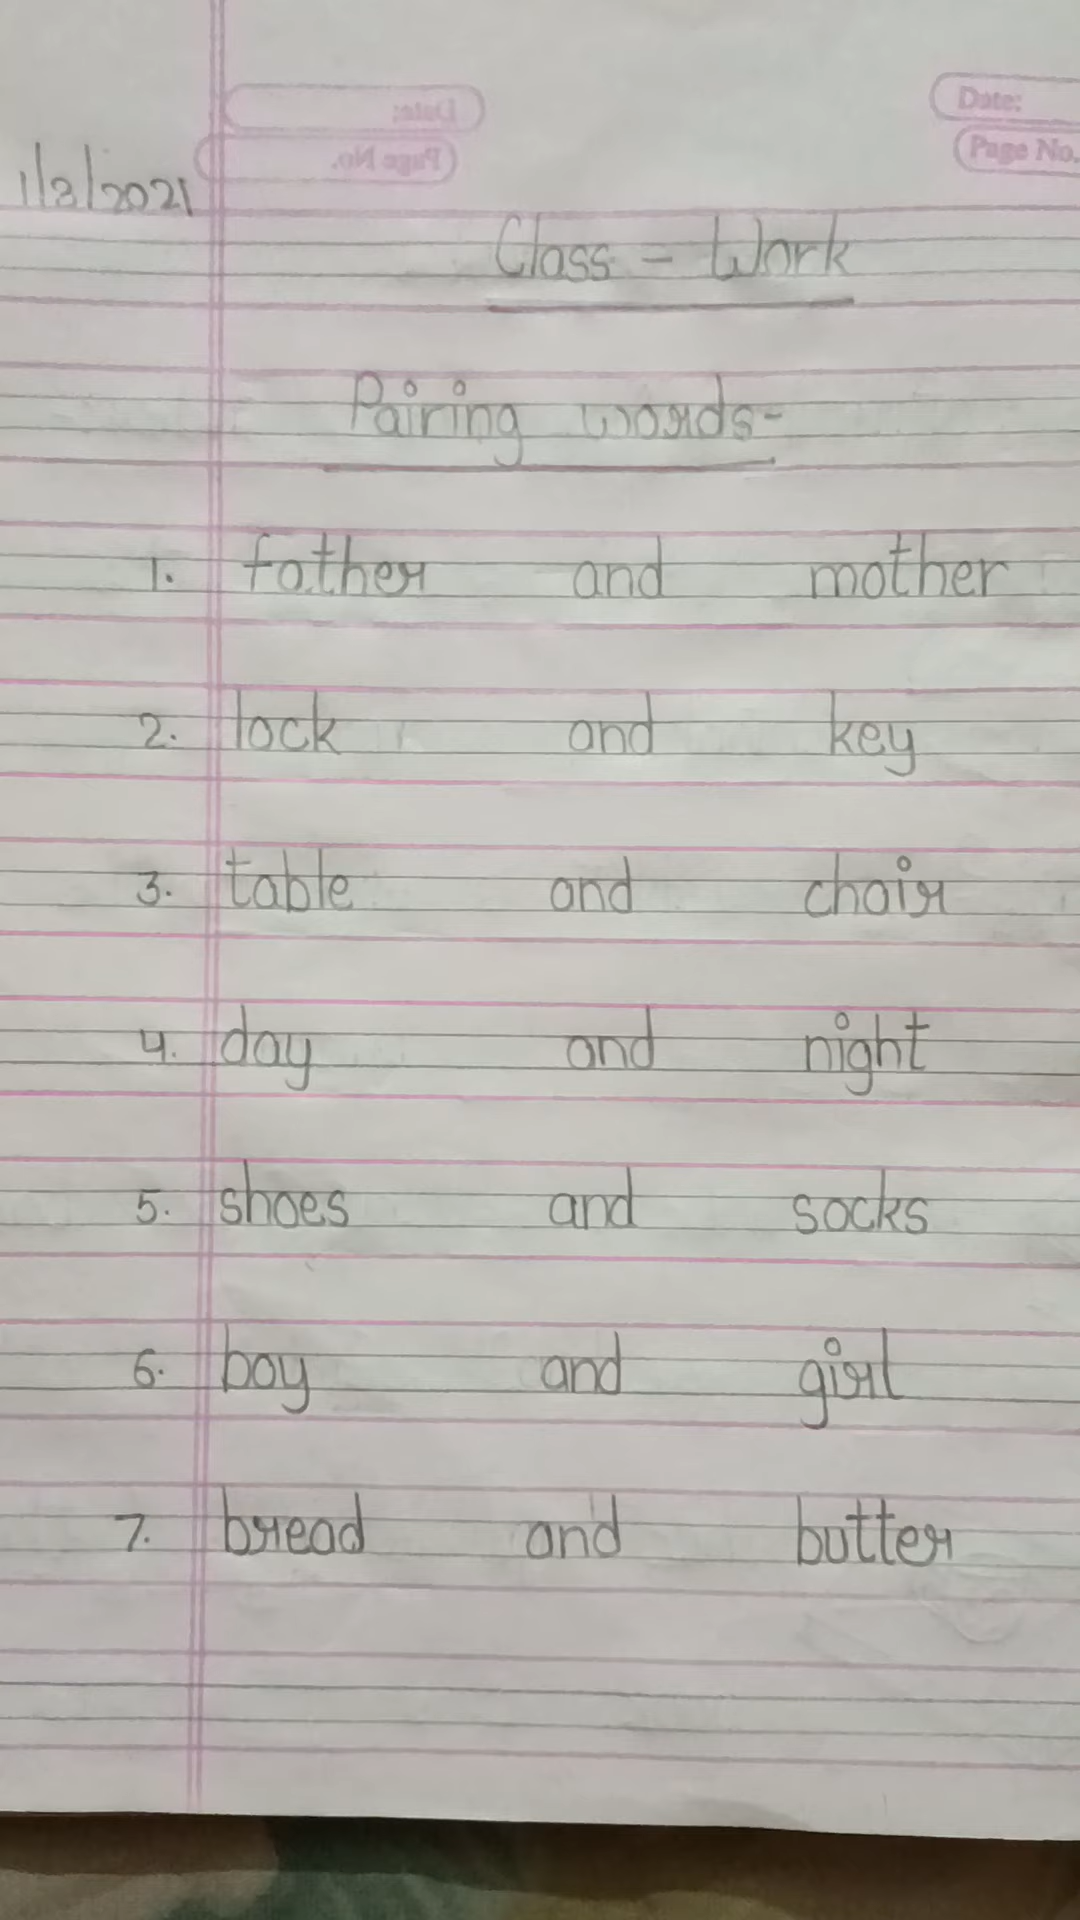 Date:
Page No.
1/3/2021
Class - Work
Pairing words-
1. father and mother
2. lock and key
3. table and chair
4. day and night
5. shoes and socks
6. boy and girl
7. bread and butter